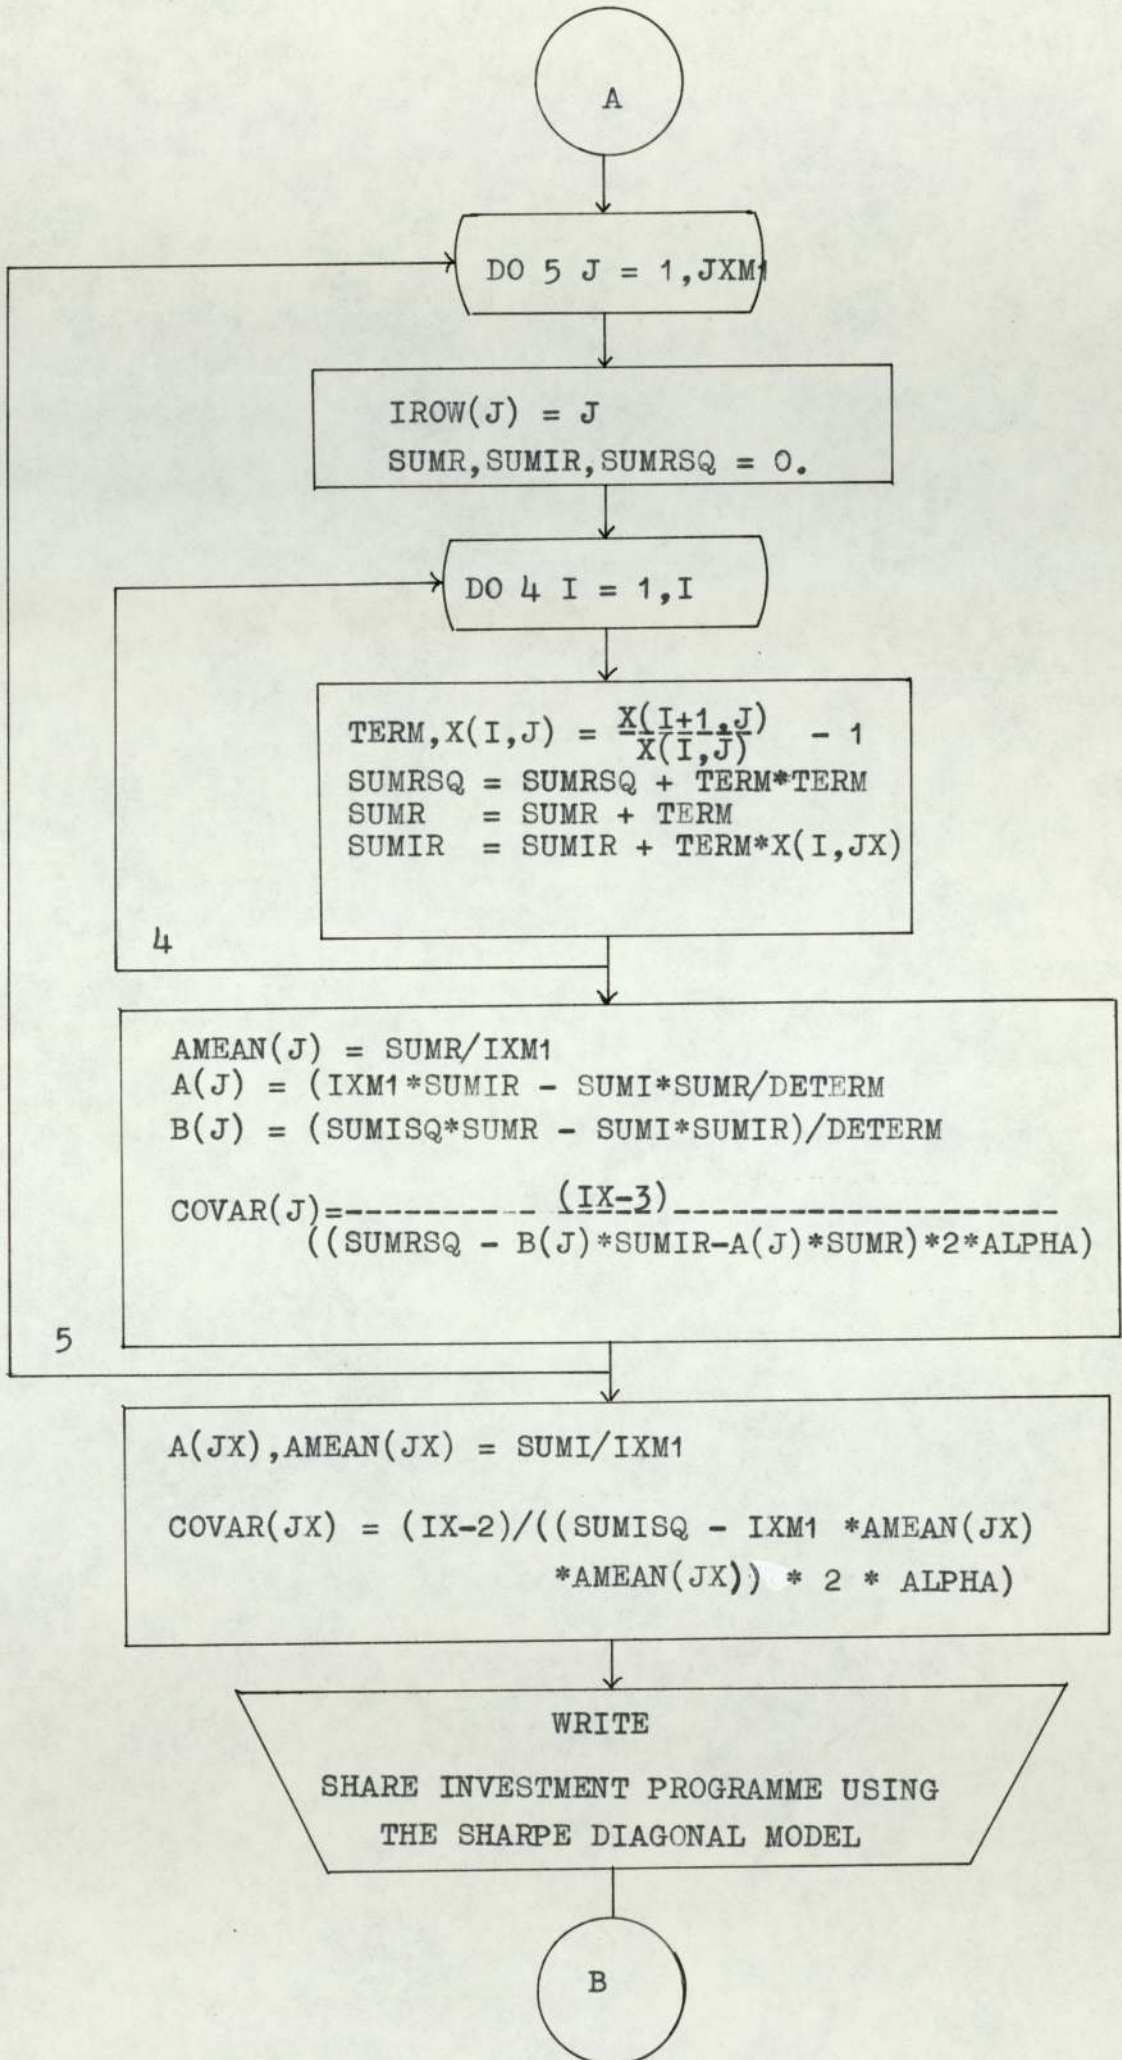 A
DO 5 J = 1,JXM1
IROW(J) = J
SUMR,SUMIR,SUMRSQ = 0.
DO 4 I = 1,I
TERM,X(I,J) = X(I+1,J) - 1
X(I,J)
SUMRSQ = SUMRSQ + TERM*TERM
SUMR = SUMR + TERM
SUMIR = SUMIR + TERM*X(I,JX)
4
AMEAN(J) = SUMR/IXM1
A(J) = (IXM1*SUMIR - SUMI*SUMR/DETERM
B(J) = (SUMISQ*SUMR - SUMI*SUMIR)/DETERM
COVAR(J)=---------- (IX-3)--------------------
((SUMRSQ - B(J)*SUMIR-A(J)*SUMR)*2*ALPHA)
5
A(JX),AMEAN(JX) = SUMI/IXM1
COVAR(JX) = (IX-2)/((SUMISQ - IXM1 *AMEAN(JX)
*AMEAN(JX)) * 2 * ALPHA)
WRITE
SHARE INVESTMENT PROGRAMME USING
THE SHARPE DIAGONAL MODEL
B